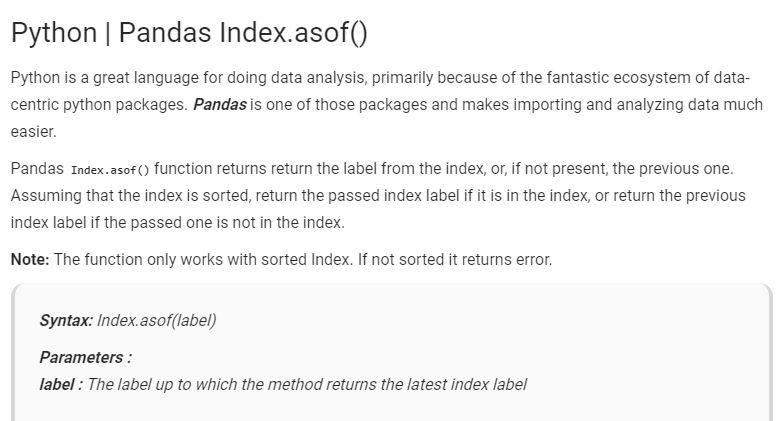 Python | Pandas Index.asof()
Python is a great language for doing data analysis, primarily because of the fantastic ecosystem of data-
centric python packages. Pandas is one of those packages and makes importing and analyzing data much
easier.
Pandas Index.asof() function returns return the label from the index, or, if not present, the previous one.
Assuming that the index is sorted, return the passed index label if it is in the index, or return the previous
index label if the passed one is not in the index.
Note: The function only works with sorted Index. If not sorted it returns error.
Syntax: Index.asof(label)
Parameters :
label : The label up to which the method returns the latest index label